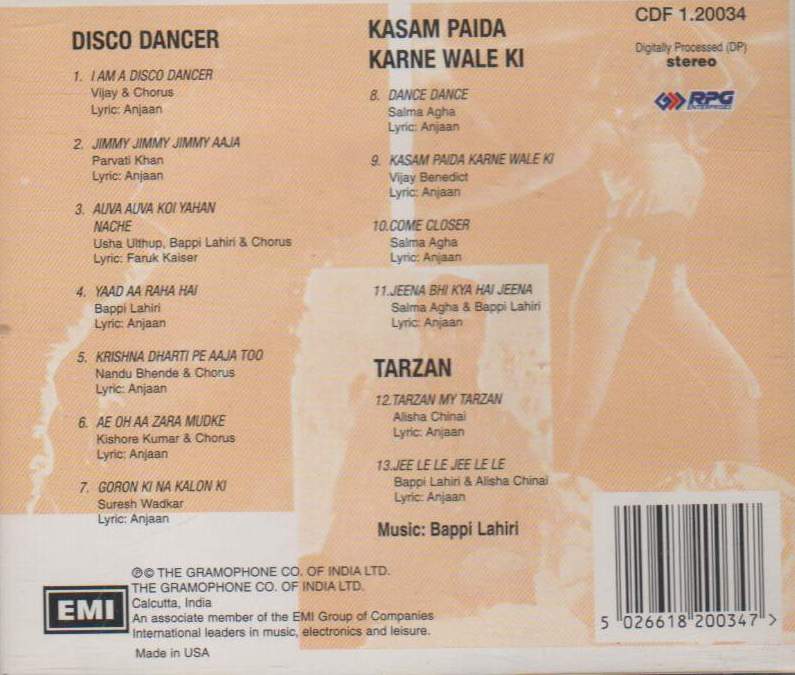 DISCO DANCER
1. I AM A DISCO DANCER
Vijay & Chorus
Lyric: Anjaan
2. JIMMY JIMMY JIMMY AAJA
Parvati Khan
Lyric: Anjaan
3. AUVA AUVA KOI YAHAN
NACHE
Usha Ulthup, Bappi Lahiri & Chorus
Lyric: Faruk Kaiser
4. YAAD AA RAHA HAI
Bappi Lahiri
Lyric: Anjaan
5. KRISHNA DHARTI PE AAJA TOO
Nandu Bhende & Chorus
Lyric: Anjaan
6. AE OH AA ZARA MUDKE
Kishore Kumar & Chorus
Lyric: Anjaan
7. GORON KI NA KALON KI
Suresh Wadkar
Lyric: Anjaan
KASAM PAIDA
KARNE WALE KI
8. DANCE DANCE
Salma Agha
Lyric: Anjaan
9. KASAM PAIDA KARNE WALE KI
Vijay Benedict
Lyric: Anjaan
10.COME CLOSER
Salma Agha
Lyric: Anjaan
11.JEENA BHI KYA HAI JEENA
Salma Agha & Bappi Lahiri
Lyric: Anjaan
TARZAN
12.TARZAN MY TARZAN
Alisha Chinai
Lyric: Anjaan
13.JEE LE LE JEE LE LE
Bappi Lahiri & Alisha Chinai
Lyric: Anjaan
Music: Bappi Lahiri
CDF 1.20034
Digitally Processed (DP)
stereo
RPG
ENTERPRISES
EMI
℗© THE GRAMOPHONE CO. OF INDIA LTD.
THE GRAMOPHONE CO. OF INDIA LTD.
Calcutta, India
An associate member of the EMI Group of Companies
International leaders in music, electronics and leisure.
Made in USA
5 026618 200347 >